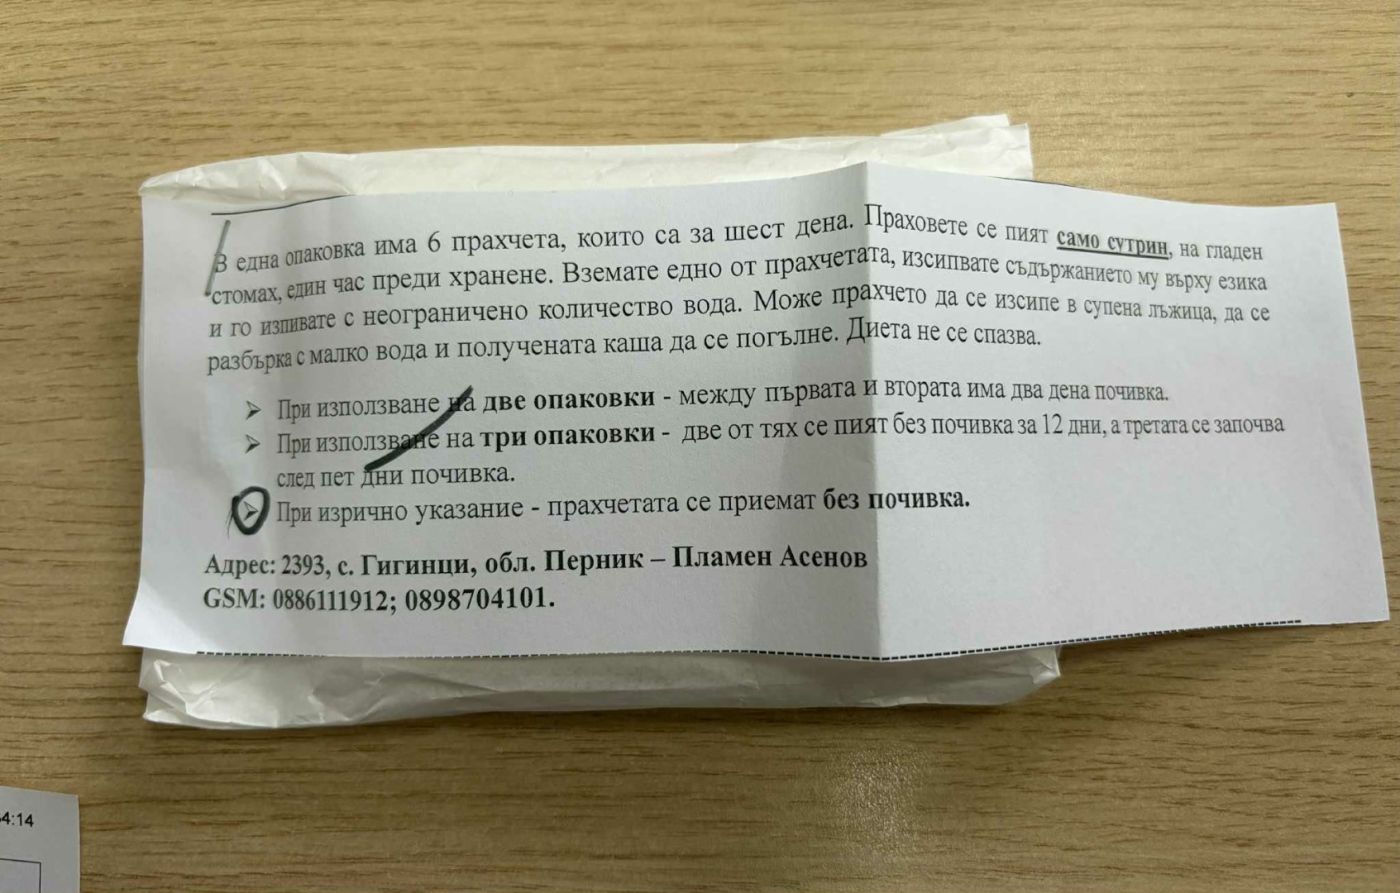 В една опаковка има 6 прахчета, които са за шест дена. Праховете се пият само сутрин, на гладен
стомах, един час преди хранене. Вземате едно от прахчетата, изсипвате съдържанието му върху езика
и го изпивате с неограничено количество вода. Може прахчето да се изсипе в супена лъжица, да се
разбърка с малко вода и получената каша да се погълне. Диета не се спазва.
➢ При използване на две опаковки - между първата и втората има два дена почивка.
➢ При използване на три опаковки - две от тях се пият без почивка за 12 дни, а третата се започва
след пет дни почивка.
➢ При изрично указание - прахчетата се приемат без почивка.
Адрес: 2393, с. Гигинци, обл. Перник – Пламен Асенов
GSM: 0886111912; 0898704101.
4:14